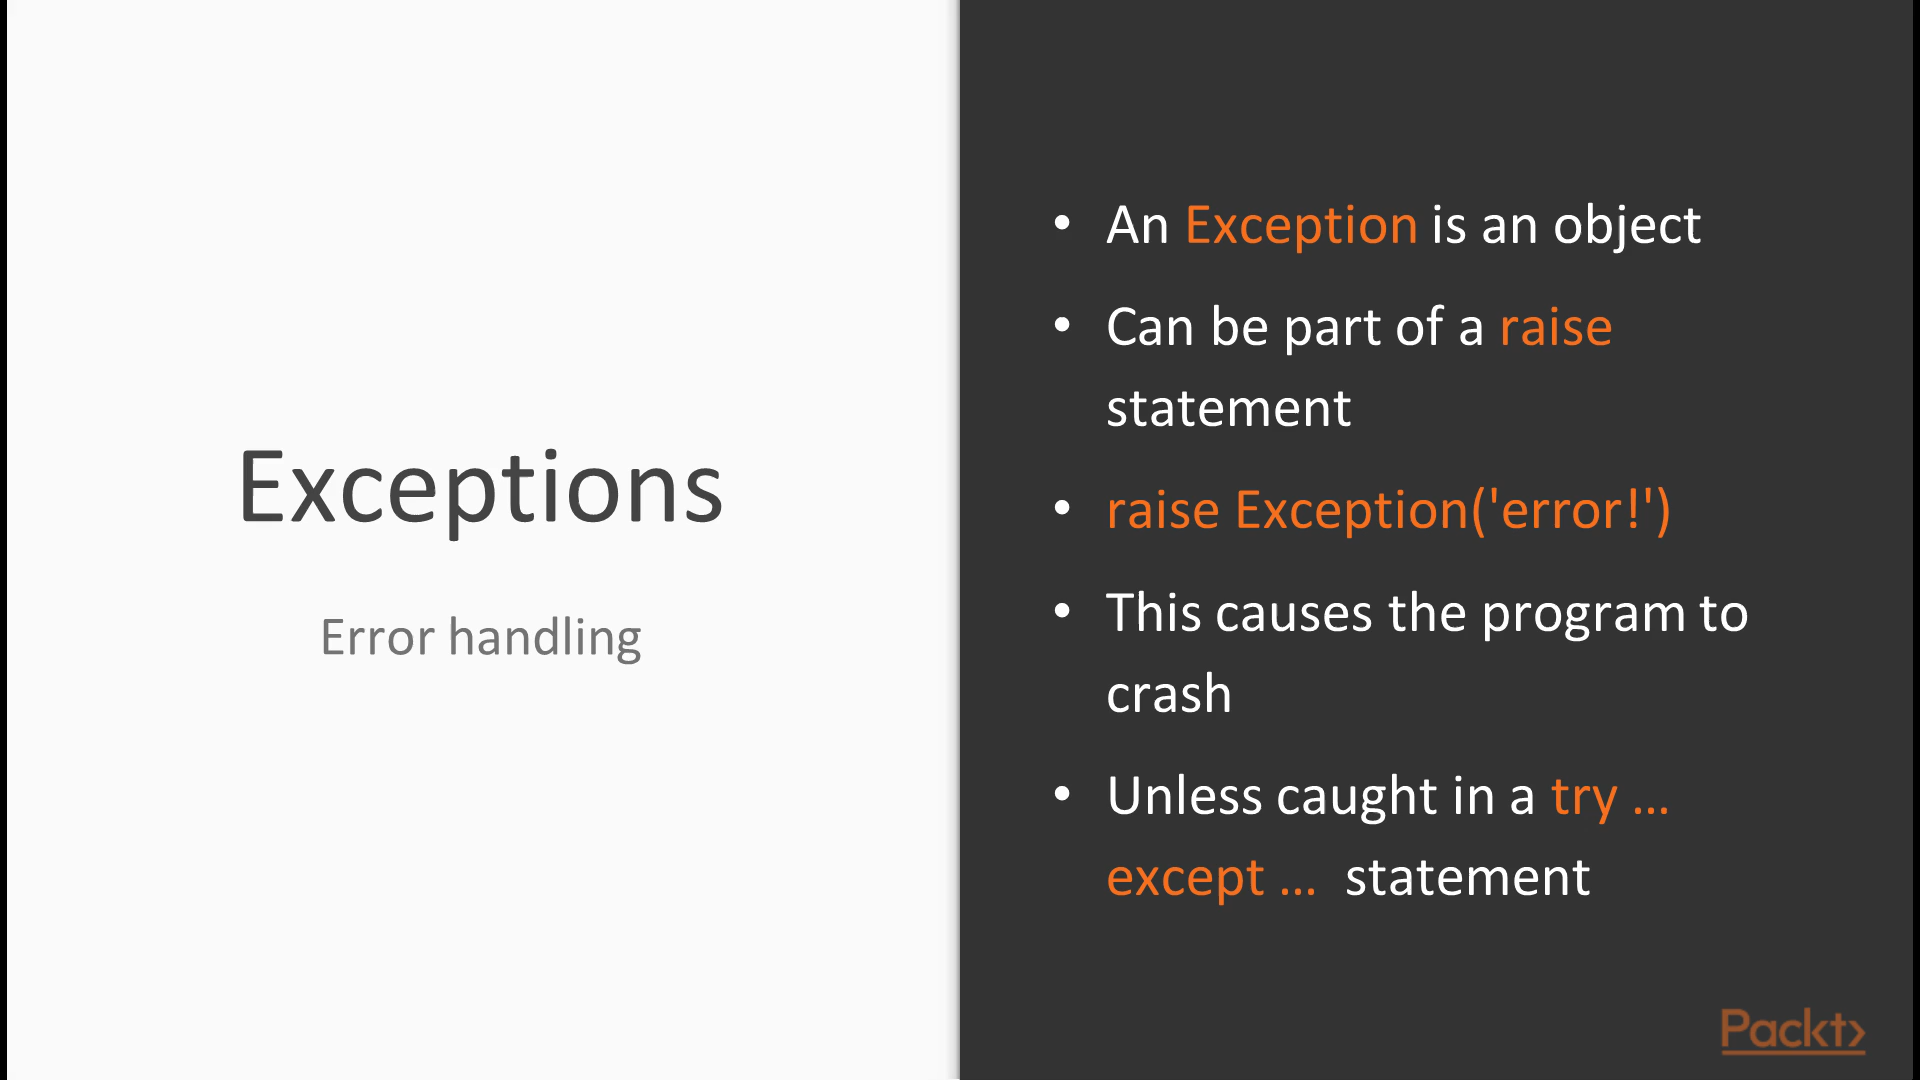 Exceptions
Error handling
• An Exception is an object
• Can be part of a raise
statement
• raise Exception('error!')
• This causes the program to
crash
• Unless caught in a try ...
except ... statement
Packt>